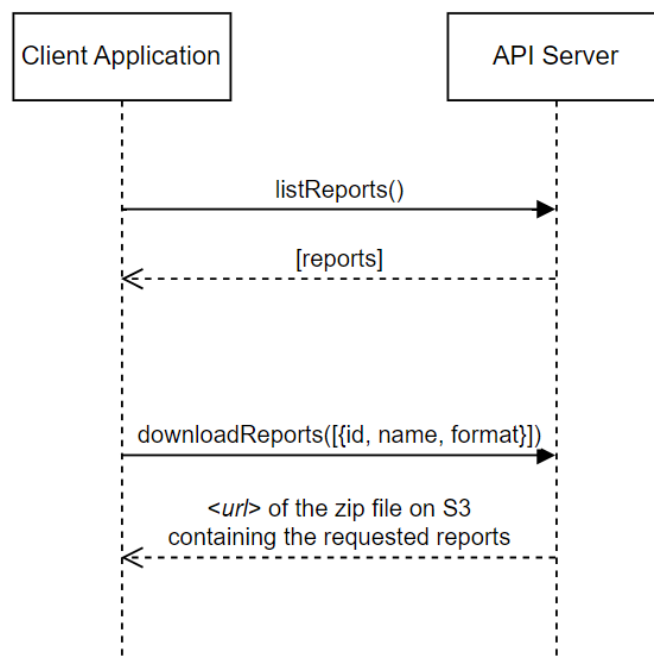 Client Application
API Server
listReports()
[reports]
downloadReports([{id, name, format}])
<url> of the zip file on S3
containing the requested reports